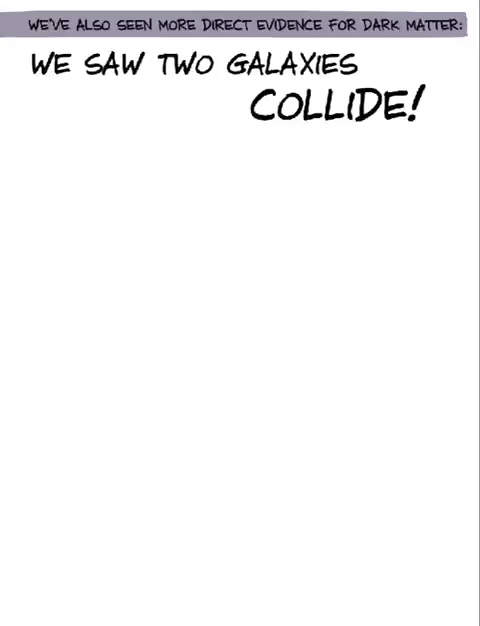 WE'VE ALSO SEEN MORE DIRECT EVIDENCE FOR DARK MATTER:
WE SAW TWO GALAXIES
COLLIDE!